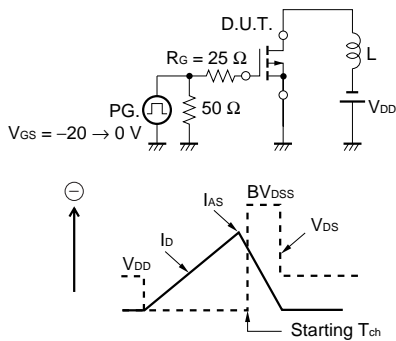 D.U.T.
RG = 25 Ω
L
PG.
50 Ω
VDD
VGS = −20 → 0 V
−
IAS
BVDSS
ID
VDS
VDD
Starting Tch